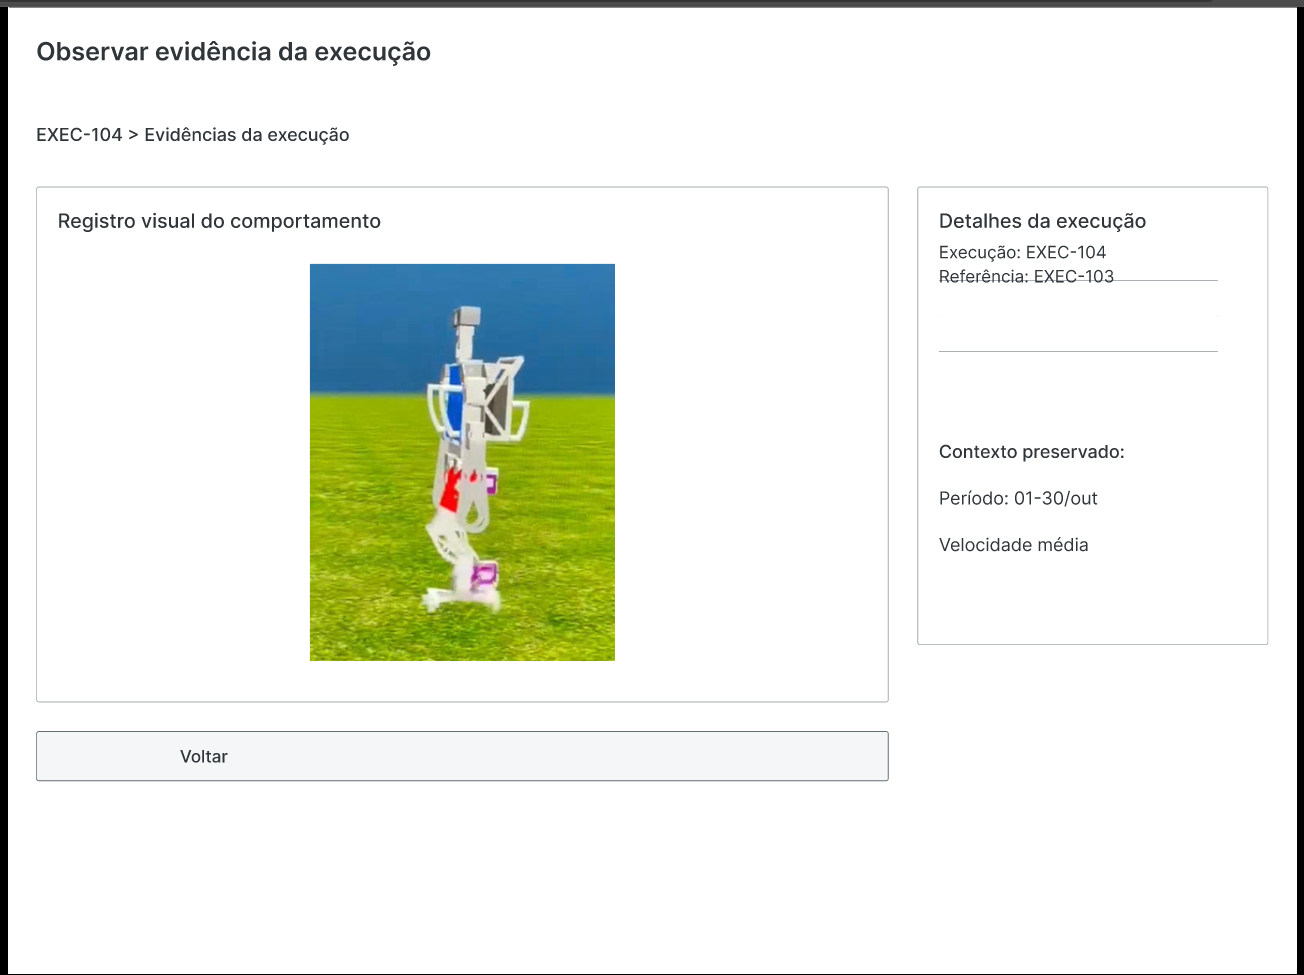 Observar evidência da execução
EXEC-104 > Evidências da execução
Registro visual do comportamento
Detalhes da execução
Execução: EXEC-104
Referência: EXEC-103
Contexto preservado:
Período: 01-30/out
Velocidade média
Voltar